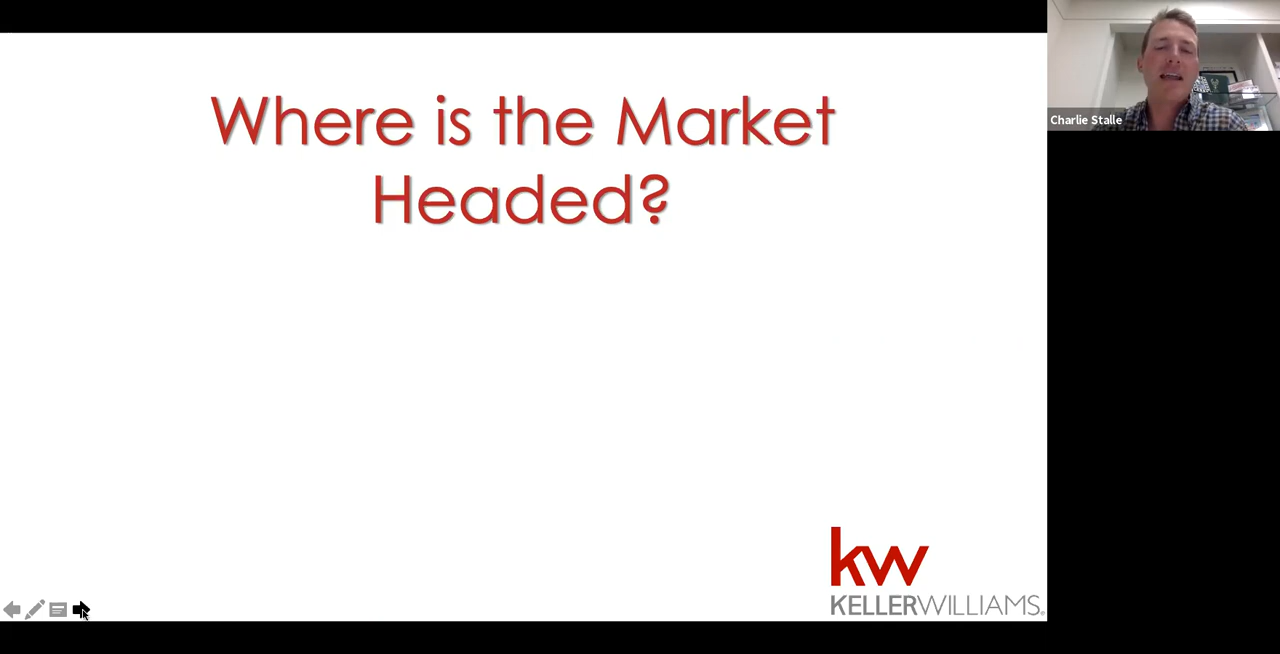 Where is the Market
Headed?
Charlie Stalle
kw
KELLERWILLIAMS.